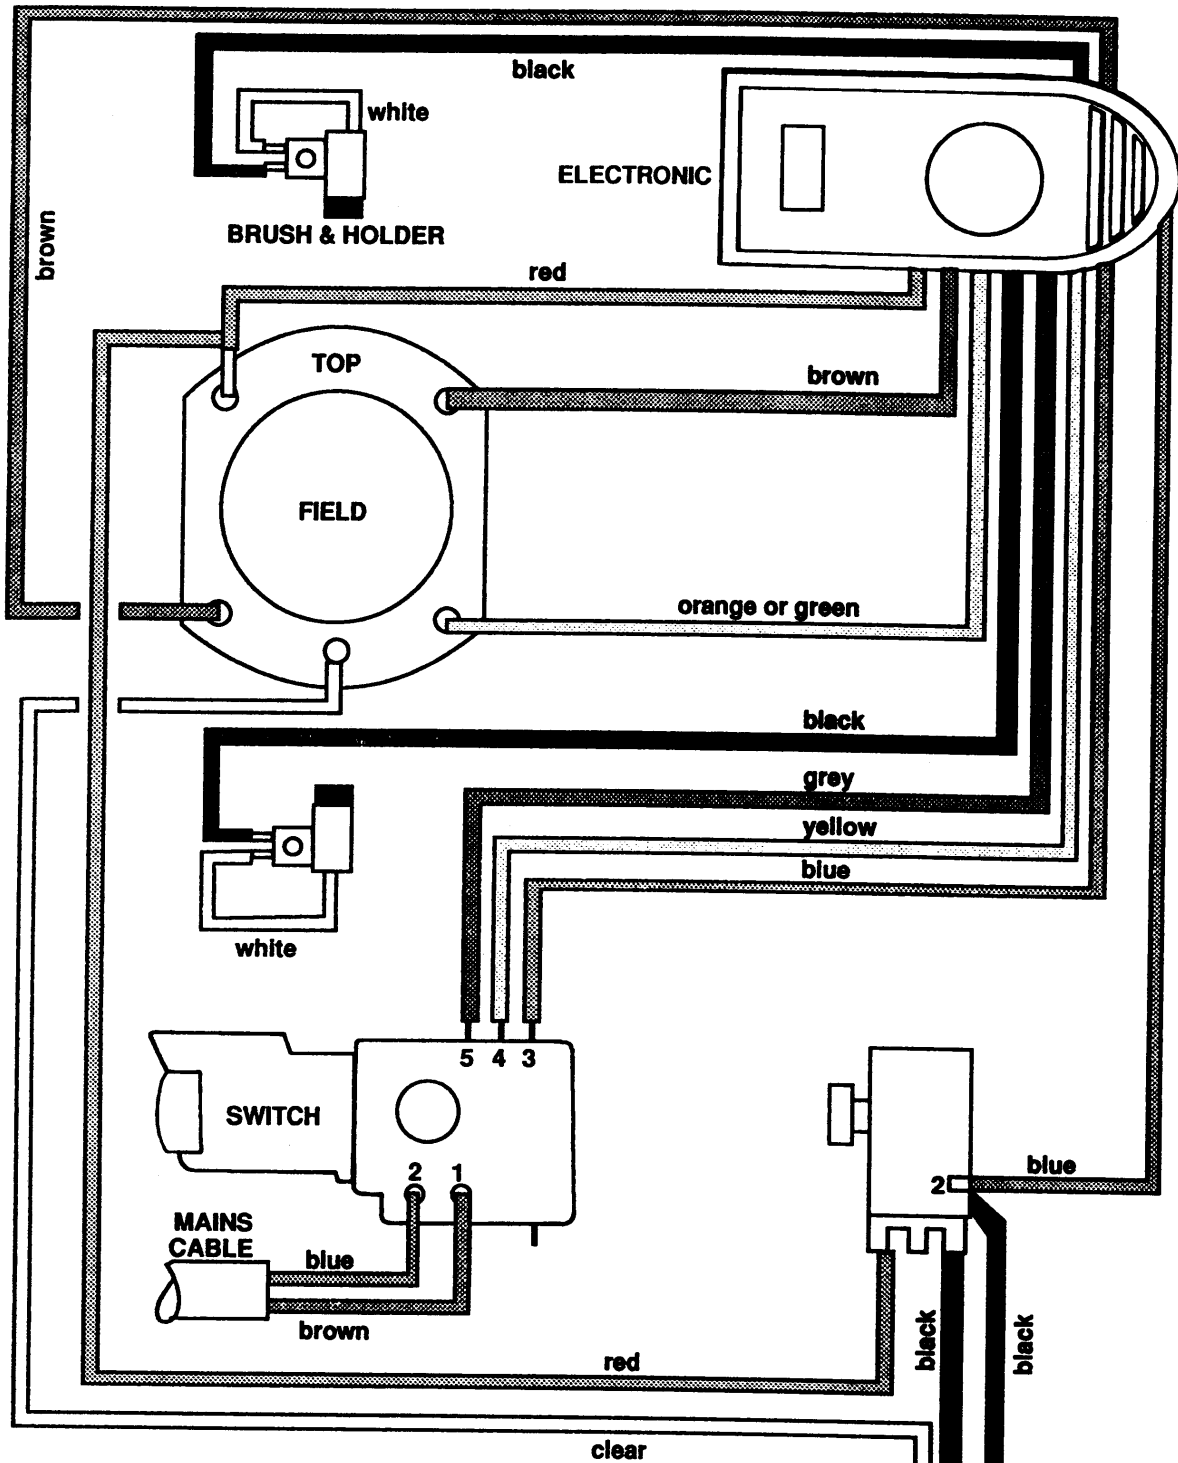 black
white
ELECTRONIC
BRUSH & HOLDER
brown
red
TOP
brown
FIELD
orange or green
black
grey
yellow
blue
white
5 4 3
SWITCH
2 1
2
blue
MAINS
CABLE
blue
brown
black
black
red
clear